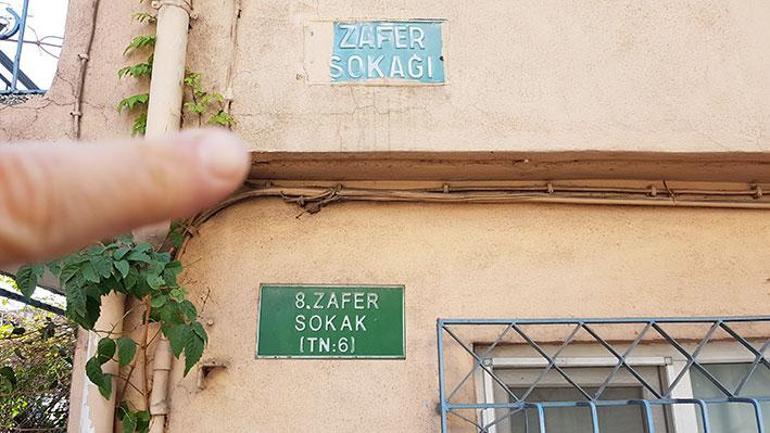 ZAFER
SOKAĞI
8.ZAFER
SOKAK
(TN:6)